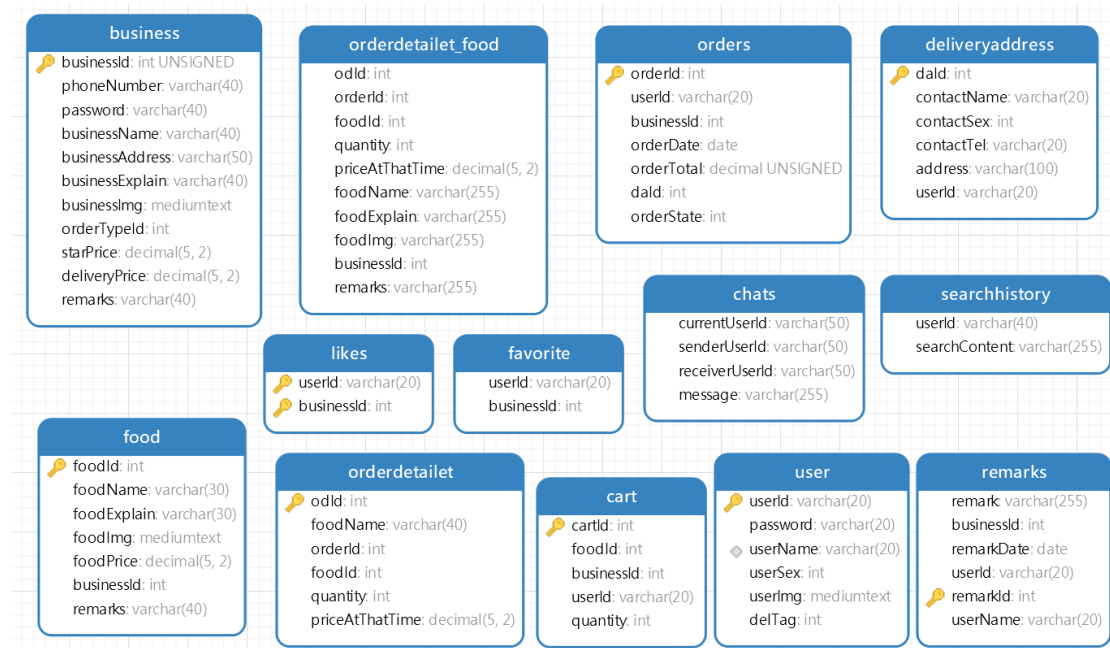 business
businessId: int UNSIGNED
phoneNumber: varchar(40)
password: varchar(40)
businessName: varchar(40)
businessAddress: varchar(50)
businessExplain: varchar(40)
businessImg: mediumtext
orderTypeId: int
starPrice: decimal(5, 2)
deliveryPrice: decimal(5, 2)
remarks: varchar(40)
orderdetailet_food
odId: int
orderId: int
foodId: int
quantity: int
priceAtThatTime: decimal(5, 2)
foodName: varchar(255)
foodExplain: varchar(255)
foodImg: varchar(255)
businessId: int
remarks: varchar(255)
orders
orderId: int
userId: varchar(20)
businessId: int
orderDate: date
orderTotal: decimal UNSIGNED
daId: int
orderState: int
deliveryaddress
daId: int
contactName: varchar(20)
contactSex: int
contactTel: varchar(20)
address: varchar(100)
userId: varchar(20)
chats
currentUserId: varchar(50)
senderUserId: varchar(50)
receiverUserId: varchar(50)
message: varchar(255)
searchhistory
userId: varchar(40)
searchContent: varchar(255)
likes
userId: varchar(20)
businessId: int
favorite
userId: varchar(20)
businessId: int
food
foodId: int
foodName: varchar(30)
foodExplain: varchar(30)
foodImg: mediumtext
foodPrice: decimal(5, 2)
businessId: int
remarks: varchar(40)
orderdetailet
odId: int
foodName: varchar(40)
orderId: int
foodId: int
quantity: int
priceAtThatTime: decimal(5, 2)
cart
cartId: int
foodId: int
businessId: int
userId: varchar(20)
quantity: int
user
userId: varchar(20)
password: varchar(20)
userName: varchar(20)
userSex: int
userImg: mediumtext
delTag: int
remarks
remark: varchar(255)
businessId: int
remarkDate: date
userId: varchar(20)
remarkId: int
userName: varchar(20)